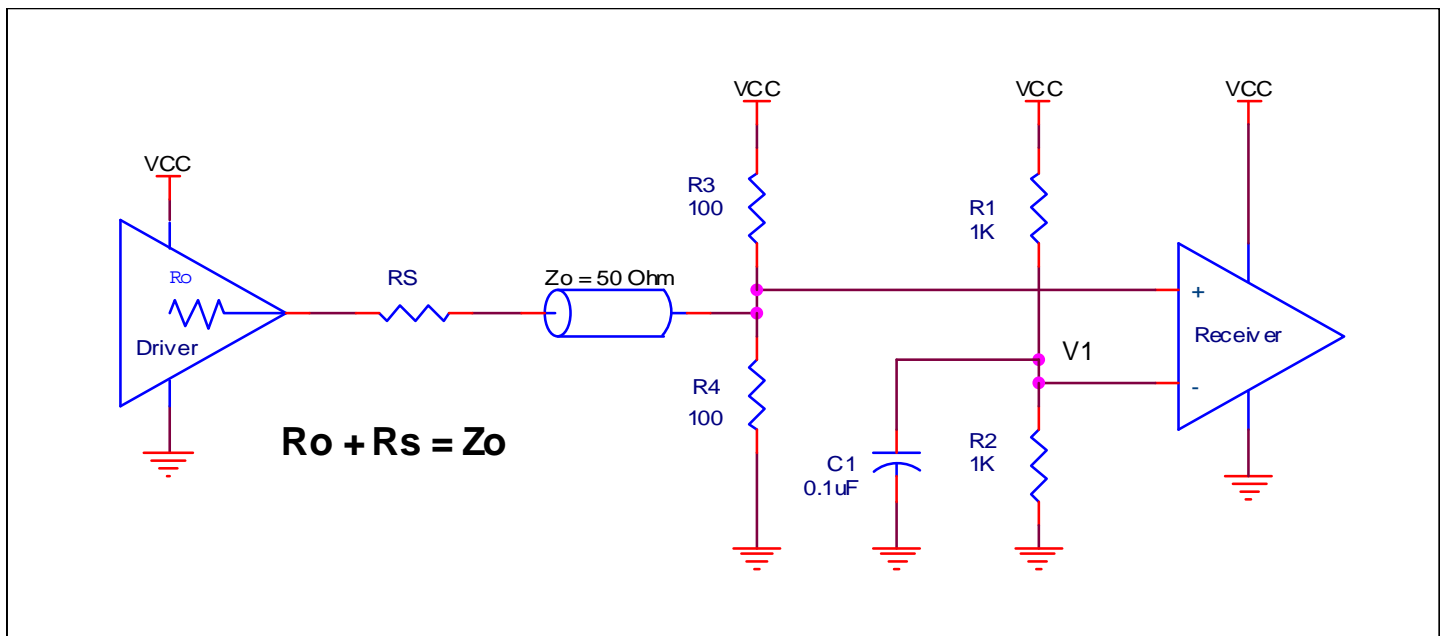 VCC
VCC
VCC
VCC
R3
100
R1
1K
Ro
RS
Zo = 50 Ohm
+
Driver
Receiver
V1
-
R4
100
Ro + Rs = Zo
R2
1K
C1
0.1uF